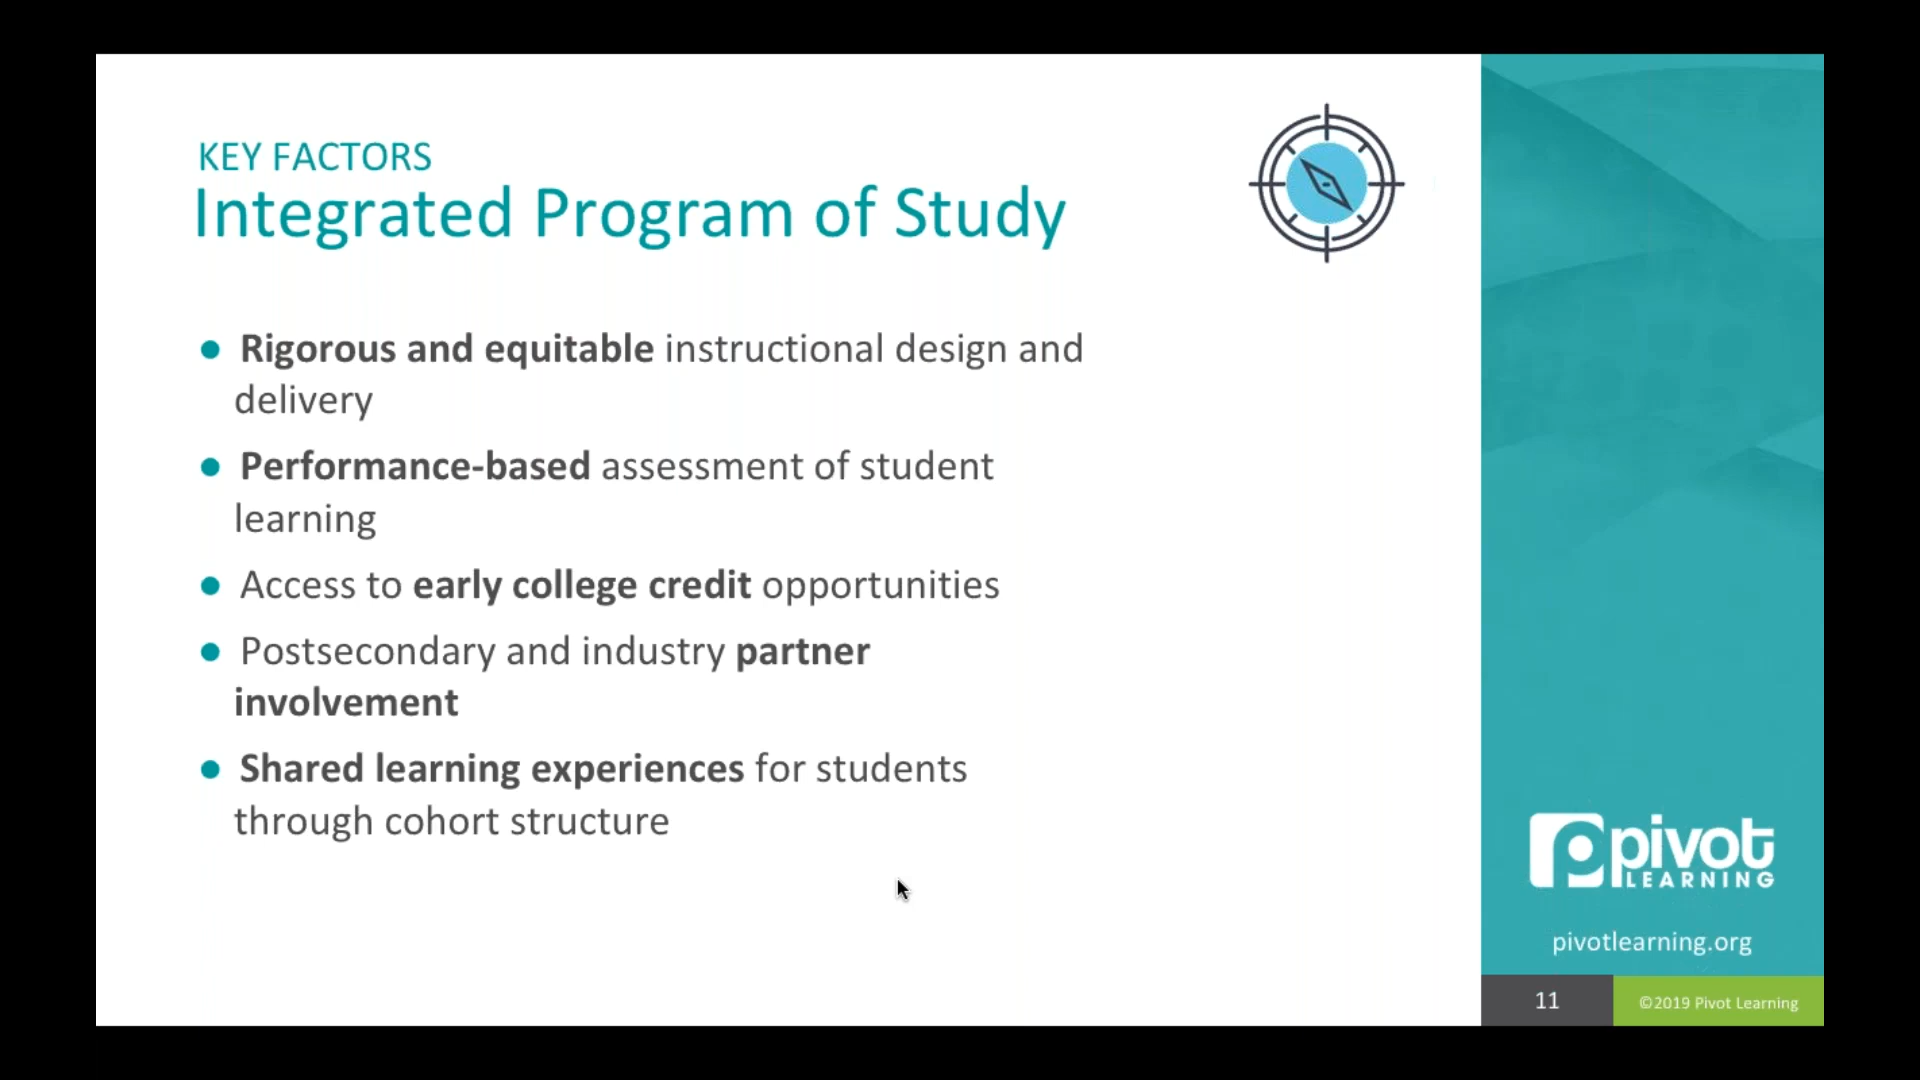 KEY FACTORS
Integrated Program of Study
● Rigorous and equitable instructional design and
delivery
● Performance-based assessment of student
learning
● Access to early college credit opportunities
● Postsecondary and industry partner
involvement
● Shared learning experiences for students
through cohort structure
pivot
LEARNING
pivotlearning.org
11
©2019 Pivot Learning